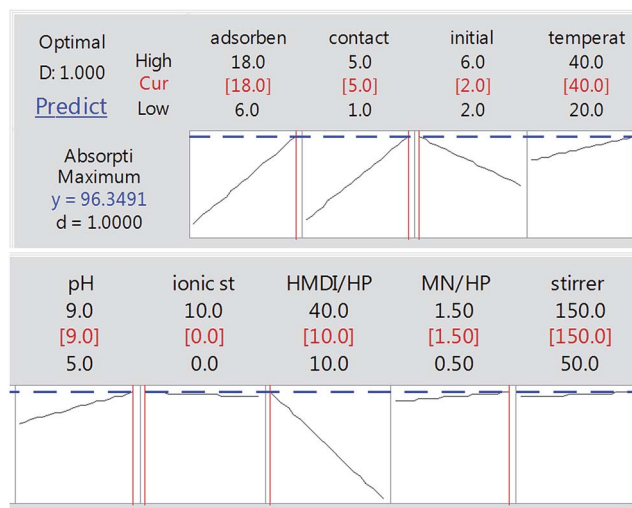 Optimal
D: 1.000
Predict
High
Cur
Low
adsorben
18.0
[18.0]
6.0
contact
5.0
[5.0]
1.0
initial
6.0
[2.0]
2.0
temperat
40.0
[40.0]
20.0
Absorpti
Maximum
y = 96.3491
d = 1.0000
pH
9.0
[9.0]
5.0
ionic st
10.0
[0.0]
0.0
HMDI/HP
40.0
[10.0]
10.0
MN/HP
1.50
[1.50]
0.50
stirrer
150.0
[150.0]
50.0